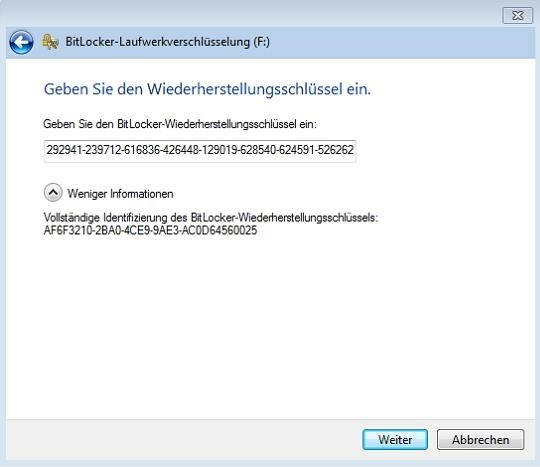 BitLocker-Laufwerkverschlüsselung (F:)
Geben Sie den Wiederherstellungsschlüssel ein.
Geben Sie den BitLocker-Wiederherstellungsschlüssel ein:
292941-239712-616836-426448-129019-628540-624591-526262
Weniger Informationen
Vollständige Identifizierung des BitLocker-Wiederherstellungsschlüssels:
AF6F3210-2BA0-4CE9-9AE3-AC0D64560025
Weiter
Abbrechen